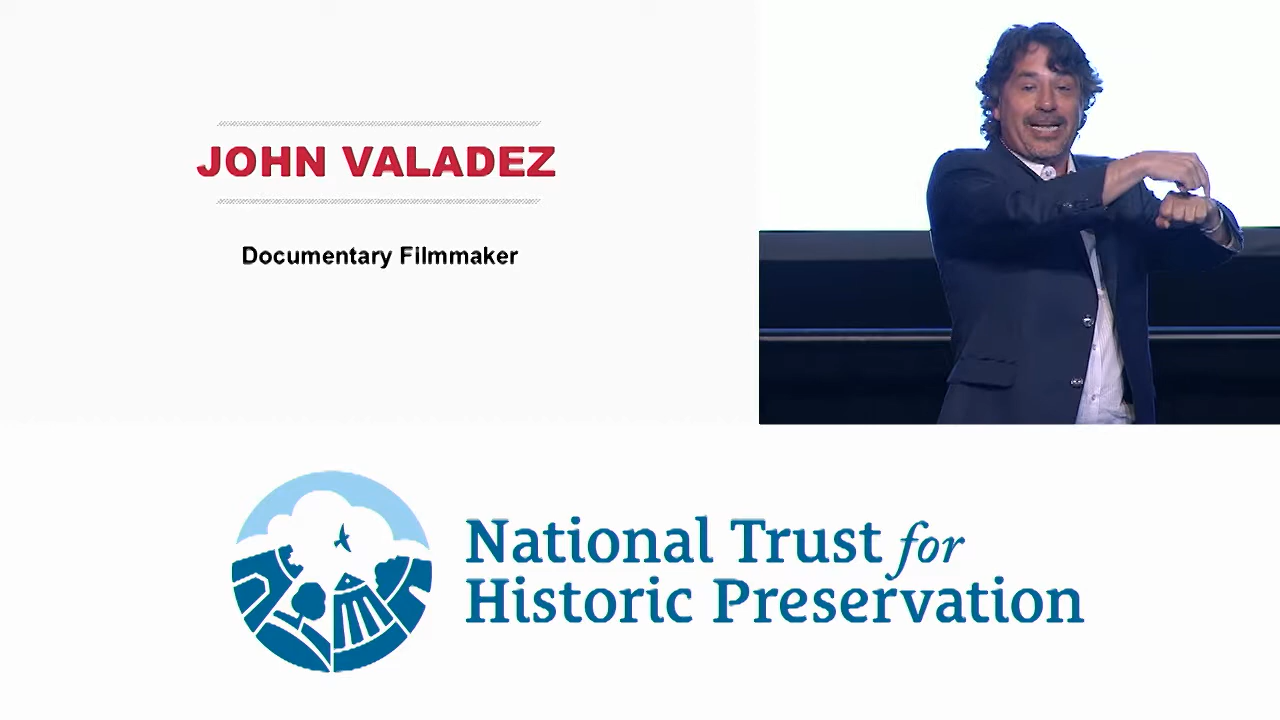 JOHN VALADEZ
Documentary Filmmaker
National Trust for
Historic Preservation